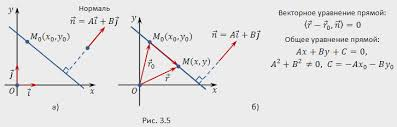 Нормаль
y
M₀(x₀,y₀)
n⃗ = Ai⃗ + Bj⃗
j⃗
O
i⃗
x
а)
y
M₀(x₀,y₀)
n⃗ = Ai⃗ + Bj⃗
r⃗₀
M(x,y)
r⃗
O
x
б)
Рис. 3.5
Векторное уравнение прямой:
(r⃗ − r⃗₀, n⃗) = 0
Общее уравнение прямой:
Ax + By + C = 0,
A² + B² ≠ 0, C = −Ax₀ − By₀